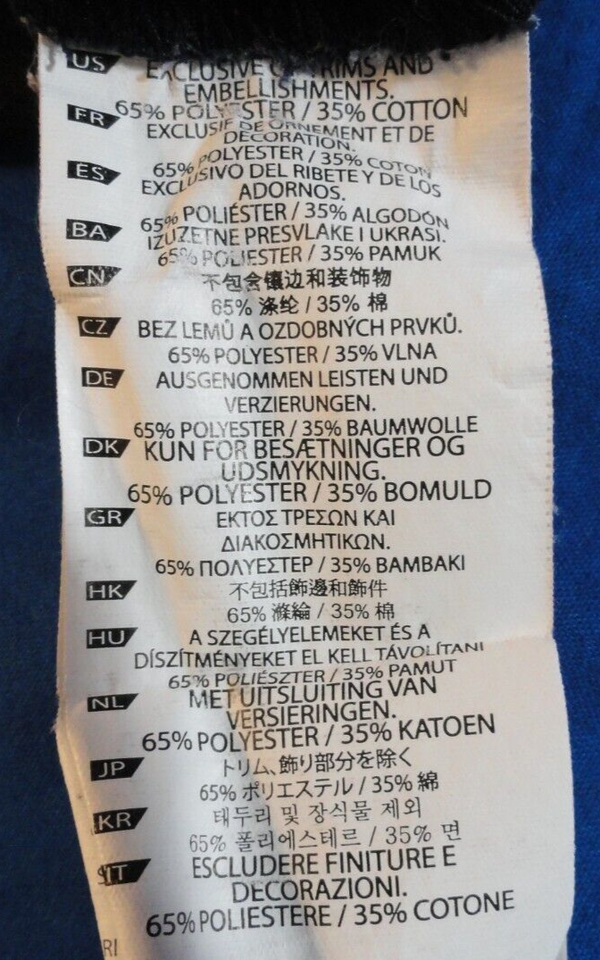 US EXCLUSIVE OF TRIMS AND
EMBELLISHMENTS.
65% POLYESTER / 35% COTTON
FR EXCLUSIF DE ORNEMENT ET DE
DÉCORATION.
65% POLYESTER / 35% COTON
ES EXCLUSIVO DEL RIBETE Y DE LOS
ADORNOS.
65% POLIÉSTER / 35% ALGODÓN
BA IZUZETNE PRESVLAKE I UKRASI.
65% POLIESTER / 35% PAMUK
CN 不包含镶边和装饰物
65% 涤纶 / 35% 棉
CZ BEZ LEMŮ A OZDOBNÝCH PRVKŮ.
65% POLYESTER / 35% VLNA
DE AUSGENOMMEN LEISTEN UND
VERZIERUNGEN.
65% POLYESTER / 35% BAUMWOLLE
DK KUN FOR BESÆTNINGER OG
UDSMYKNING.
65% POLYESTER / 35% BOMULD
GR ΕΚΤΟΣ ΤΡΕΣΩΝ ΚΑΙ
ΔΙΑΚΟΣΜΗΤΙΚΩΝ.
65% ΠΟΛΥΕΣΤΕΡ / 35% ΒΑΜΒΑΚΙ
HK 不包括飾邊和飾件
65% 滌綸 / 35% 棉
HU A SZEGÉLYELEMEKET ÉS A
DÍSZÍTMÉNYEKET EL KELL TÁVOLÍTANI
65% POLIÉSZTER / 35% PAMUT
NL MET UITSLUITING VAN
VERSIERINGEN.
65% POLYESTER / 35% KATOEN
JP トリム、飾り部分を除く
65% ポリエステル / 35% 綿
KR 테두리 및 장식물 제외
65% 폴리에스테르 / 35% 면
IT ESCLUDERE FINITURE E
DECORAZIONI.
65% POLIESTERE / 35% COTONE
RI